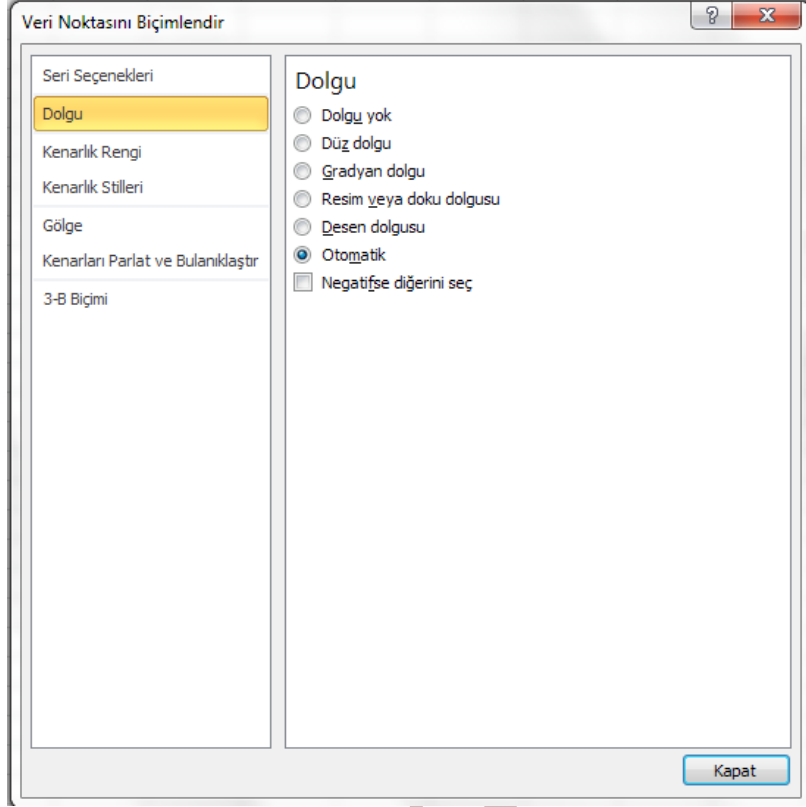 Veri Noktasını Biçimlendir
Seri Seçenekleri
Dolgu
Kenarlık Rengi
Kenarlık Stilleri
Gölge
Kenarları Parlat ve Bulanıklaştır
3-B Biçimi
Dolgu
Dolgu yok
Düz dolgu
Gradyan dolgu
Resim veya doku dolgusu
Desen dolgusu
Otomatik
Negatifse diğerini seç
Kapat